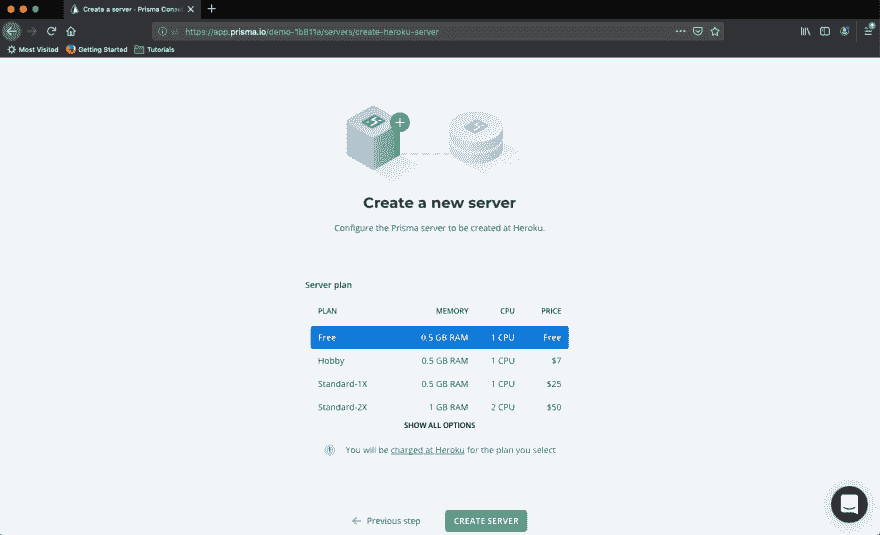 Create a server - Prisma Consol
https://app.prisma.io/demo-1b811e/servers/create-heroku-server
Most Visited Getting Started Tutorials
Create a new server
Configure the Prisma server to be created at Heroku.
Server plan
PLAN MEMORY CPU PRICE
Free 0.5 GB RAM 1 CPU Free
Hobby 0.5 GB RAM 1 CPU $7
Standard-1X 0.5 GB RAM 1 CPU $25
Standard-2X 1 GB RAM 2 CPU $50
SHOW ALL OPTIONS
You will be charged at Heroku for the plan you select
Previous step CREATE SERVER